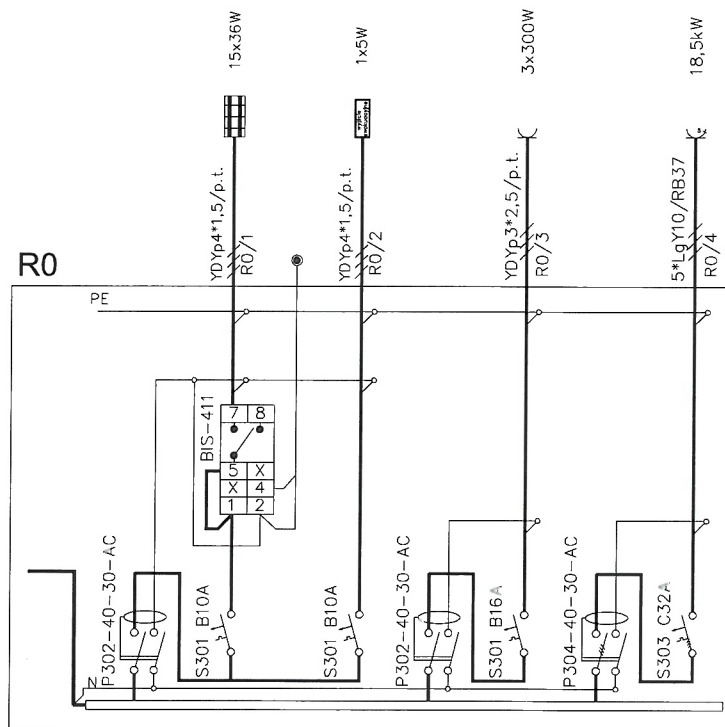 15x36W
1x5W
3x300W
18,5kW
YDYp4*1,5/p.t.
R0/1
YDYp4*1,5/p.t.
R0/2
YDYp3*2,5/p.t.
R0/3
5*LgY10/RB37
R0/4
R0
PE
BIS-411
7 8
5 X
X 4
1 2
P302-40-30-AC
S301 B10A
S301 B10A
P302-40-30-AC
S301 B16A
P304-40-30-AC
S303 C32A
N